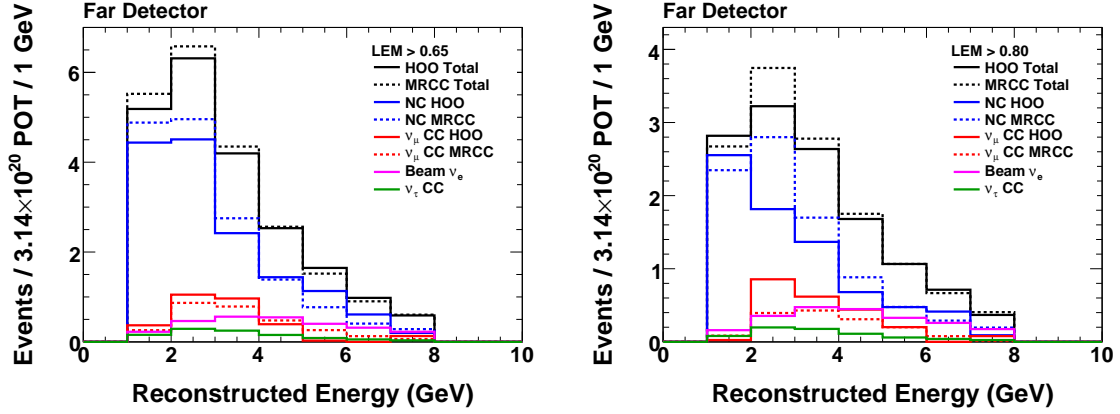 Far Detector
Events / 3.14×10²⁰ POT / 1 GeV
6
4
2
0
LEM > 0.65
HOO Total
MRCC Total
NC HOO
NC MRCC
νμ CC HOO
νμ CC MRCC
Beam νe
ντ CC
0 2 4 6 8 10
Reconstructed Energy (GeV)
Far Detector
Events / 3.14×10²⁰ POT / 1 GeV
4
3
2
1
0
LEM > 0.80
HOO Total
MRCC Total
NC HOO
NC MRCC
νμ CC HOO
νμ CC MRCC
Beam νe
ντ CC
0 2 4 6 8 10
Reconstructed Energy (GeV)